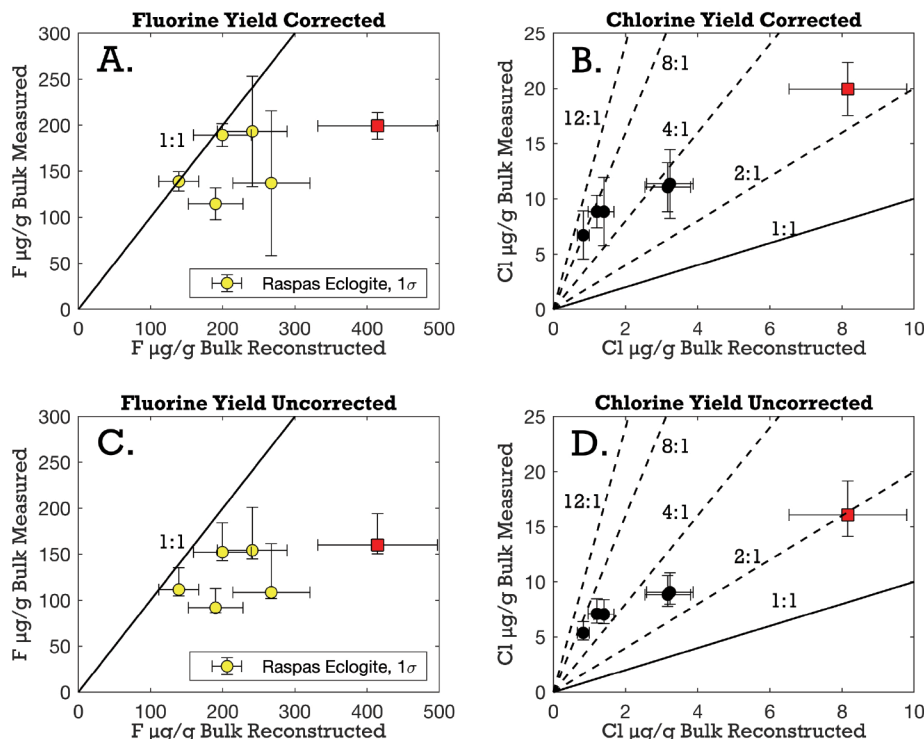 Fluorine Yield Corrected
A.
1:1
300
250
200
150
100
50
0
F µg/g Bulk Measured
Raspas Eclogite, 1σ
0 100 200 300 400 500
F µg/g Bulk Reconstructed
Chlorine Yield Corrected
B.
12:1
8:1
4:1
2:1
1:1
25
20
15
10
5
0
Cl µg/g Bulk Measured
0 2 4 6 8 10
Cl µg/g Bulk Reconstructed
Fluorine Yield Uncorrected
C.
1:1
300
250
200
150
100
50
0
F µg/g Bulk Measured
Raspas Eclogite, 1σ
0 100 200 300 400 500
F µg/g Bulk Reconstructed
Chlorine Yield Uncorrected
D.
12:1
8:1
4:1
2:1
1:1
25
20
15
10
5
0
Cl µg/g Bulk Measured
0 2 4 6 8 10
Cl µg/g Bulk Reconstructed